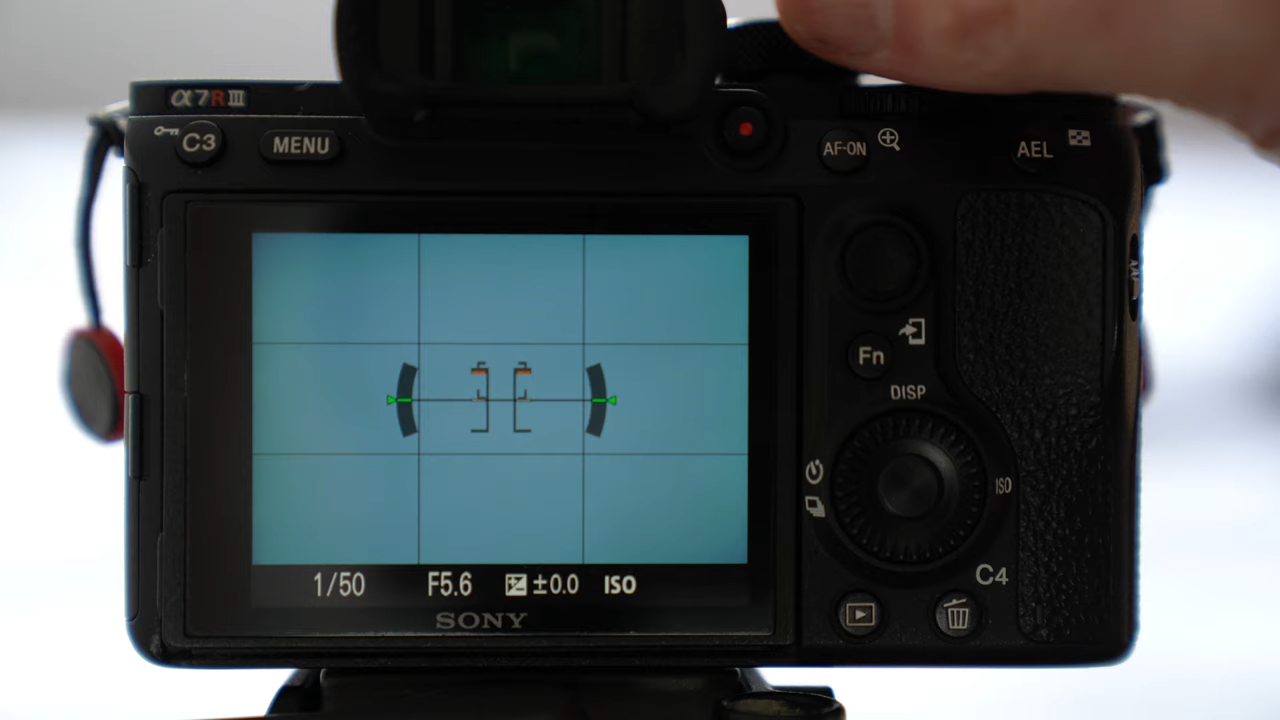 α7RIII
C3
MENU
AF-ON
AEL
Fn
DISP
ISO
C4
1/50 F5.6 ±0.0 ISO
SONY